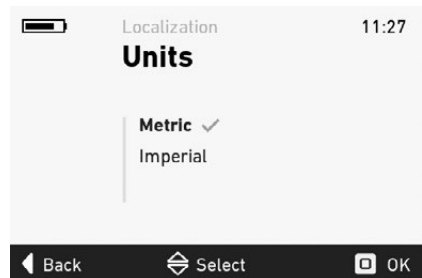 Localization 11:27
Units
Metric
Imperial
Back Select OK